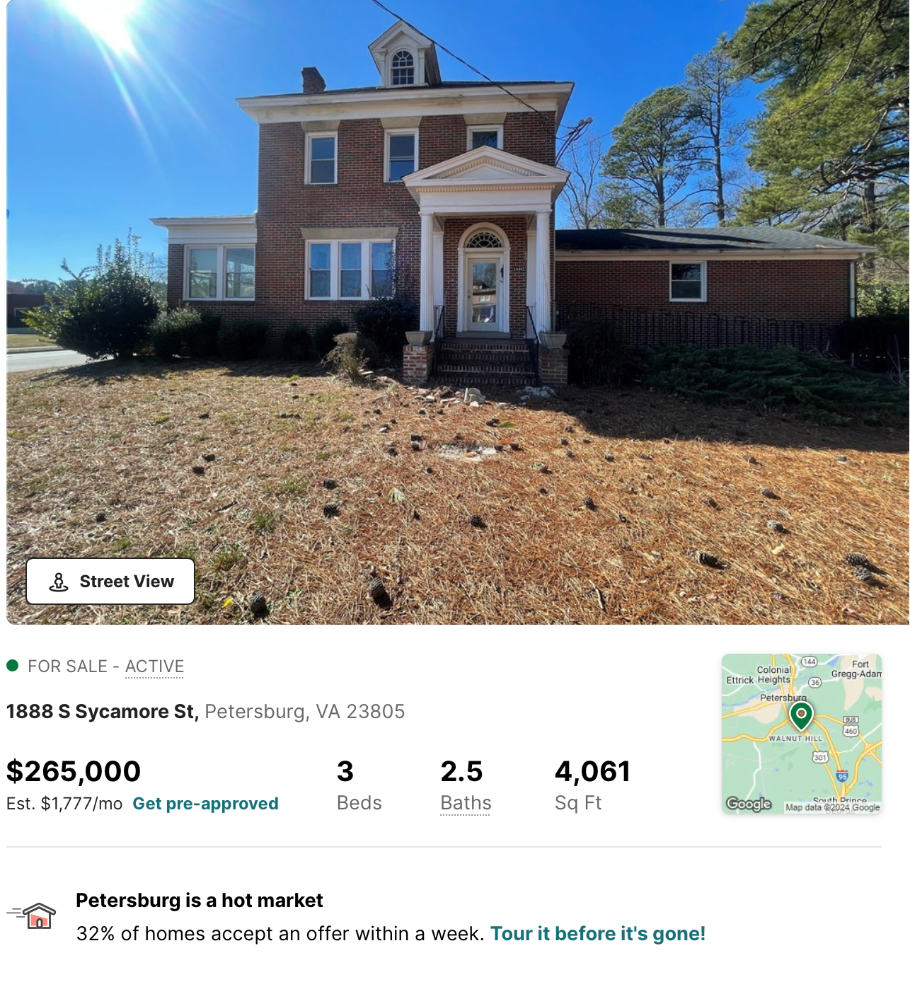 Street View
FOR SALE - ACTIVE
1888 S Sycamore St, Petersburg, VA 23805
$265,000
Est. $1,777/mo Get pre-approved
3
Beds
2.5
Baths
4,061
Sq Ft
144
Fort
Gregg-Adam
Colonial
Heights
Ettrick
36
Petersburg
BUS
460
WALNUT HILL
301
95
South Prince
Google
Map data ©2024 Google
Petersburg is a hot market
32% of homes accept an offer within a week. Tour it before it's gone!